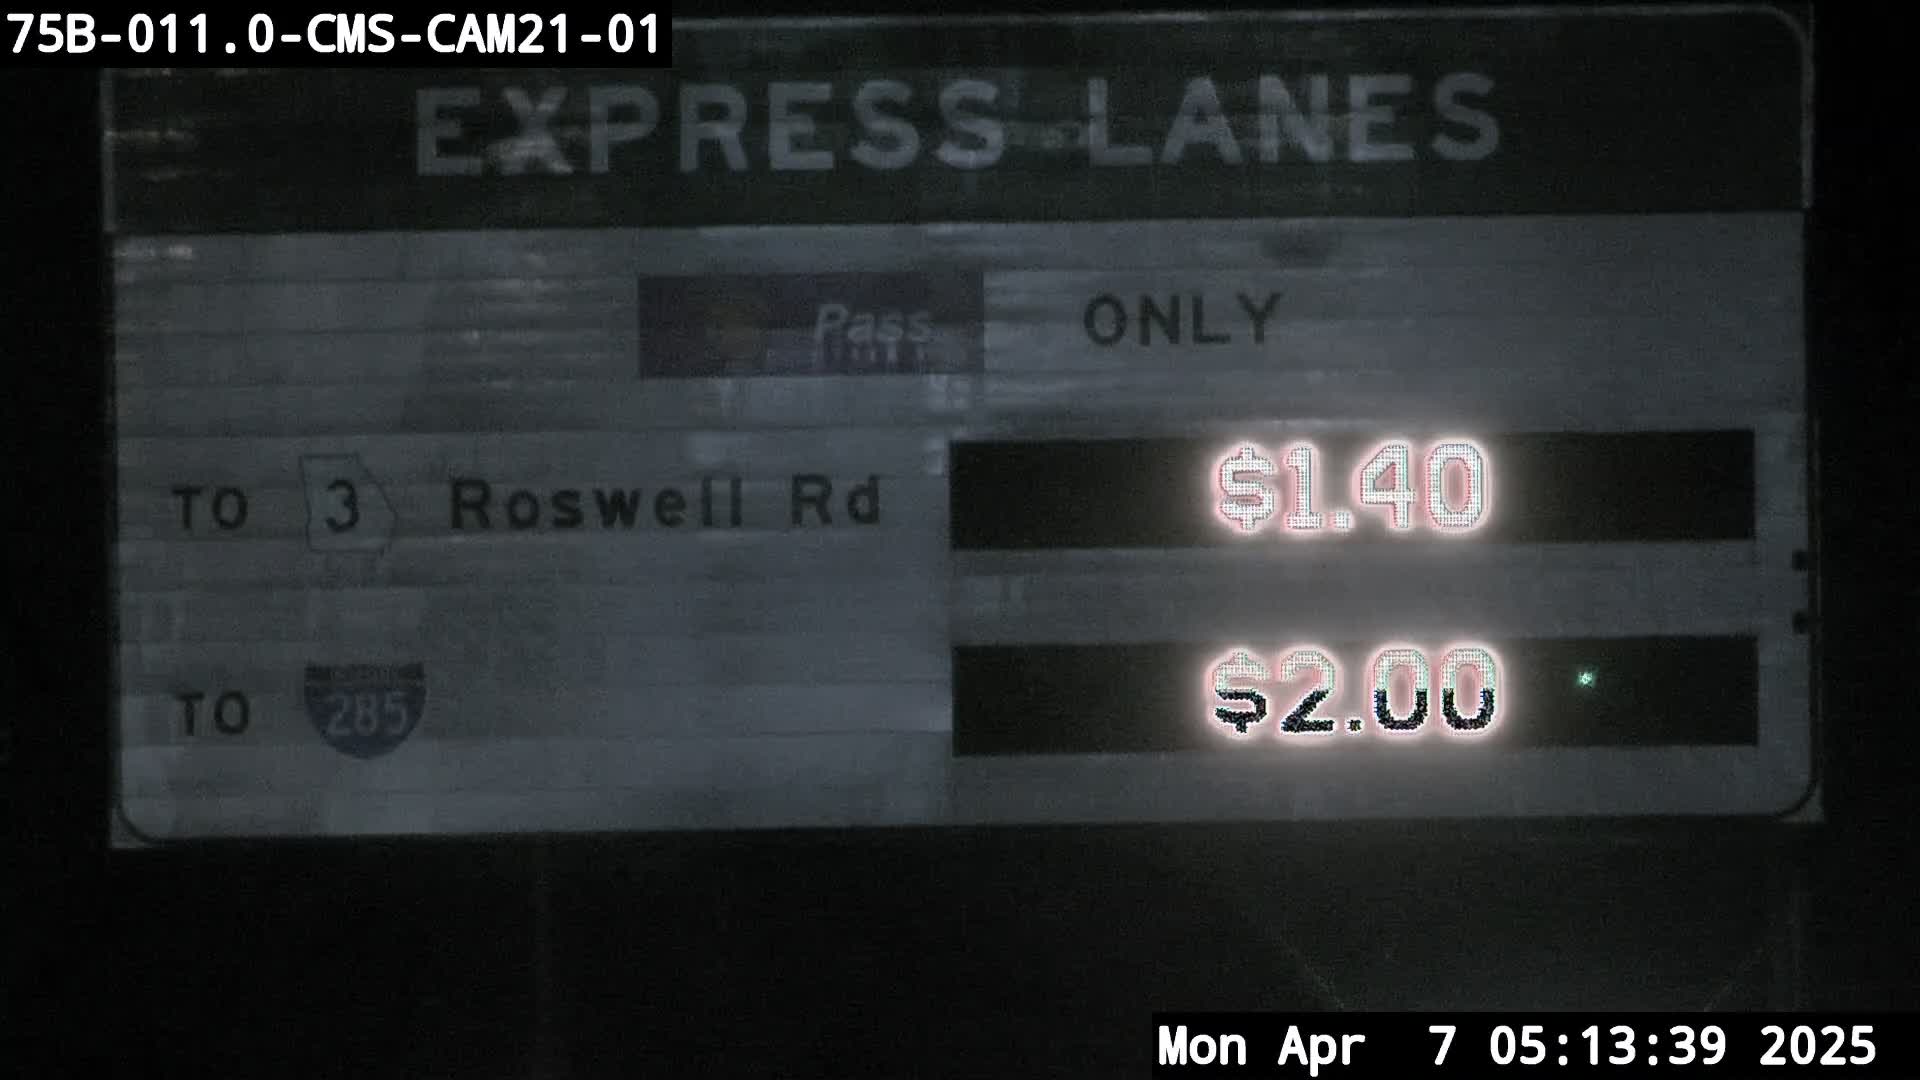 75B-011.0-CMS-CAM21-01
EXPRESS LANES
Pass ONLY
TO 3 Roswell Rd $1.40
TO 285 $2.00
Mon Apr 7 05:13:39 2025